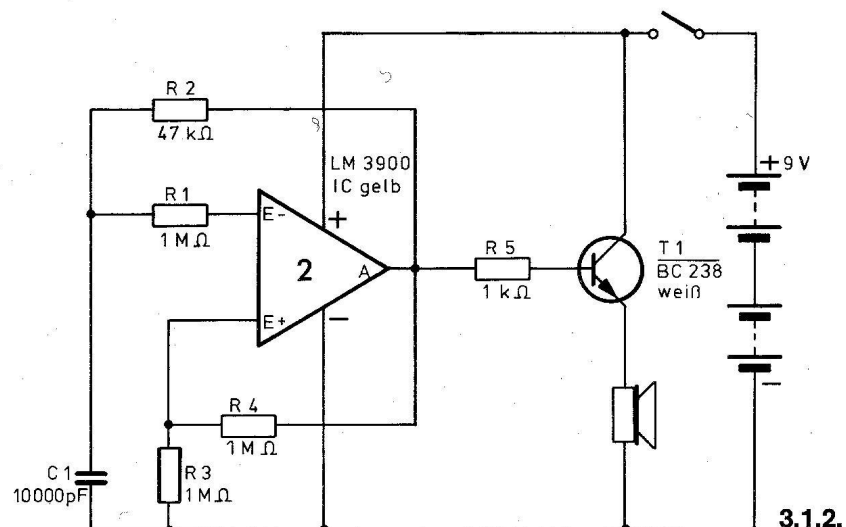 R 2
47 kΩ
LM 3900
IC gelb
+ 9 V
R 1
1 MΩ
E-
+
2
A
R 5
1 kΩ
T 1
BC 238
weiß
E+
−
R 4
1 MΩ
−
C 1
10000pF
R 3
1 MΩ
3.1.2.